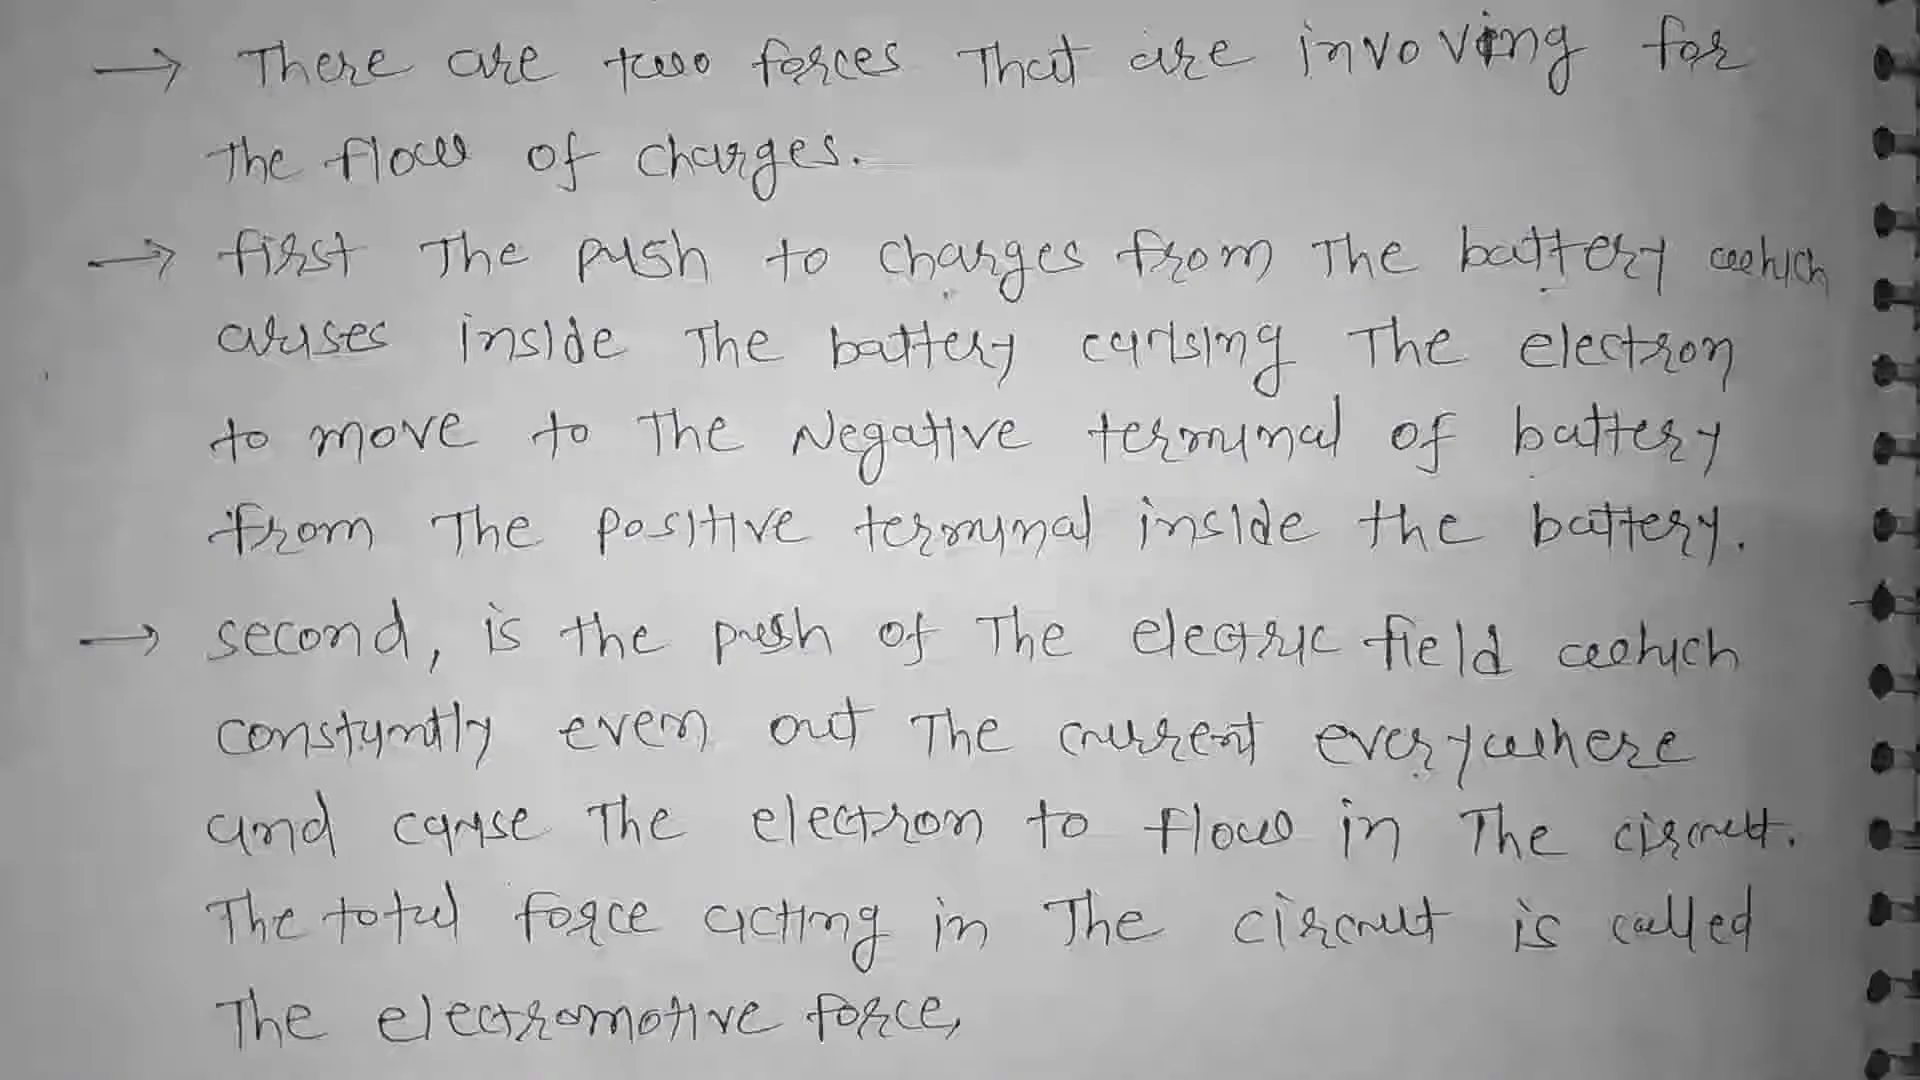 → There are two forces That are invoving for
the flow of charges.
→ first The push to charges from The battery which
arises inside The battery causing The electron
to move to The Negative terminal of battery
from The positive terminal inside the battery.
→ second, is the push of The electric field which
constantly even out The current everywhere
and cause The electron to flow in The circuit.
The total force acting in The circuit is called
The electromotive force,